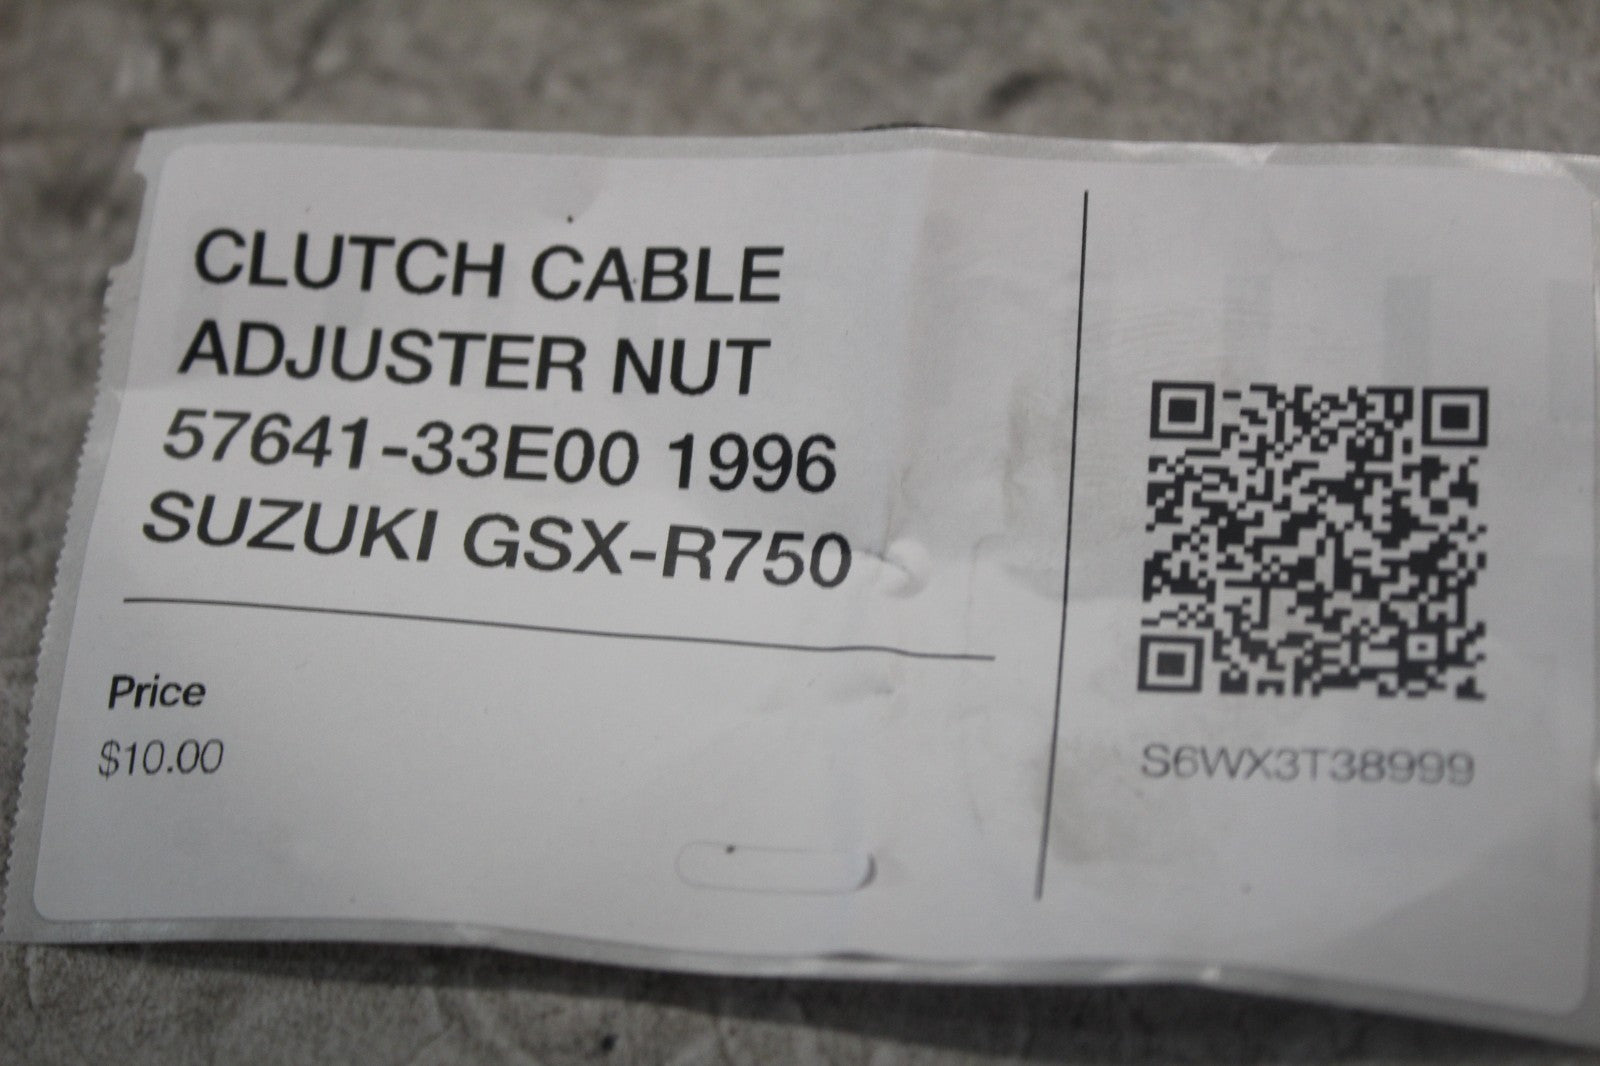 CLUTCH CABLE
ADJUSTER NUT
57641-33E00 1996
SUZUKI GSX-R750
Price
$10.00
S6WX3T38999